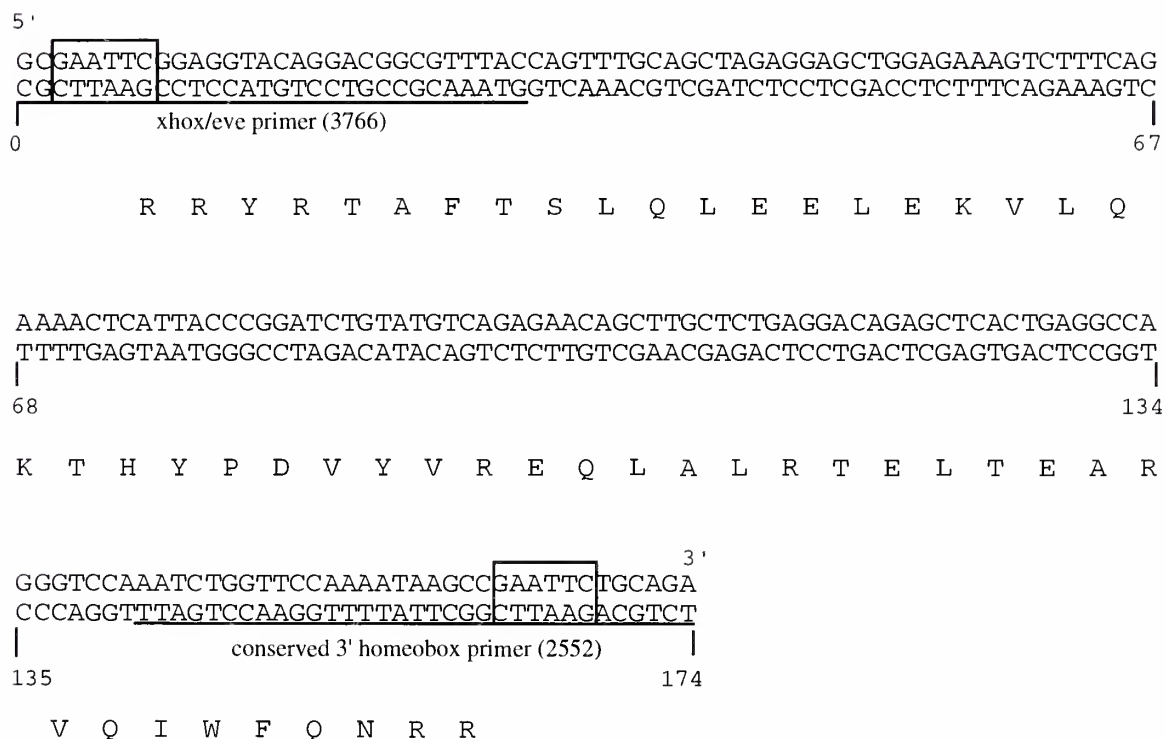 5'
GCGAATTCGGAGGTACAGGACGGCGTTTACCAGTTTGCAGCTAGAGGAGCTGGAGAAAGTCTTTCAG
CGCTTAAGCCTCCATGTCCTGCCGCAAATGGTCAAACGTCGATCTCCTCGACCTCTTTCAGAAAGTC
xhox/eve primer (3766)
0 67
R R Y R T A F T S L Q L E E L E K V L Q
AAAACTCATTACCCGGATCTGTATGTCAGAGAACAGCTTGCTCTGAGGACAGAGCTCACTGAGGCCA
TTTTGAGTAATGGGCCTAGACATACAGTCTCTTGTCGAACGAGACTCCTGACTCGAGTGACTCCGGT
68 134
K T H Y P D V Y V R E Q L A L R T E L T E A R
3'
GGGTCCAAATCTGGTTCCAAAATAAGCCGAATTCTGCAGA
CCCAGGTTTAGTCCAAGGTTTTATTCGGCTTAAGACGTCT
conserved 3' homeobox primer (2552)
135 174
V Q I W F Q N R R